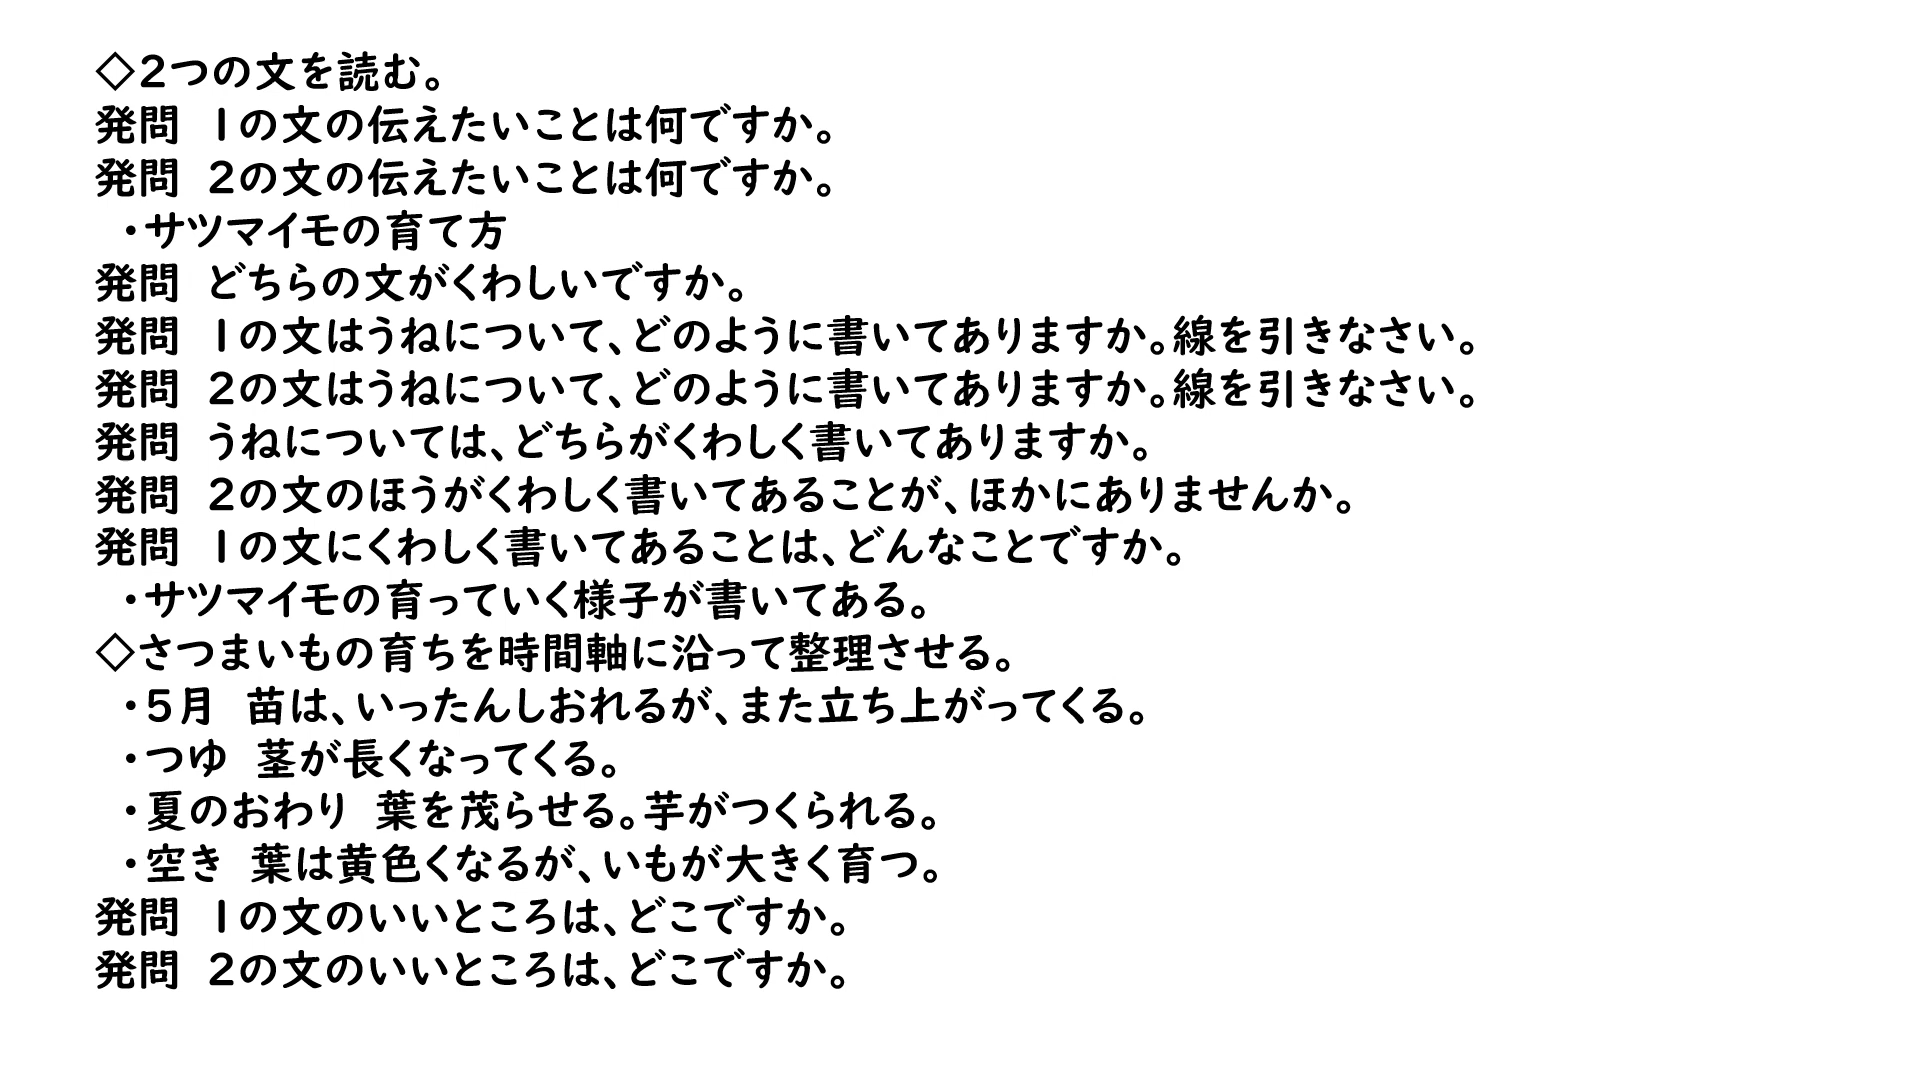 ◇2つの文を読む。
発問　1の文の伝えたいことは何ですか。
発問　2の文の伝えたいことは何ですか。
・サツマイモの育て方
発問　どちらの文がくわしいですか。
発問　1の文はうねについて、どのように書いてありますか。線を引きなさい。
発問　2の文はうねについて、どのように書いてありますか。線を引きなさい。
発問　うねについては、どちらがくわしく書いてありますか。
発問　2の文のほうがくわしく書いてあることが、ほかにありませんか。
発問　1の文にくわしく書いてあることは、どんなことですか。
・サツマイモの育っていく様子が書いてある。
◇さつまいもの育ちを時間軸に沿って整理させる。
・5月　苗は、いったんしおれるが、また立ち上がってくる。
・つゆ　茎が長くなってくる。
・夏のおわり　葉を茂らせる。芋がつくられる。
・空き　葉は黄色くなるが、いもが大きく育つ。
発問　1の文のいいところは、どこですか。
発問　2の文のいいところは、どこですか。